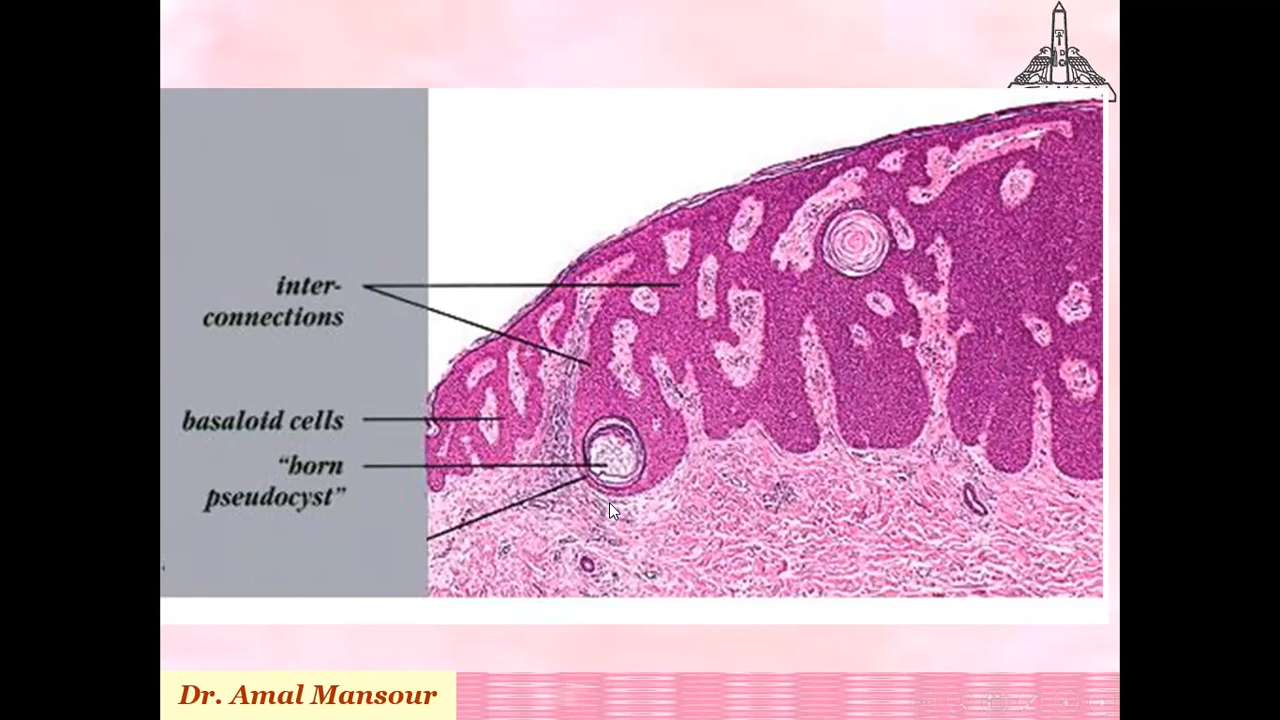 inter-
connections
basaloid cells
“horn
pseudocyst”
Dr. Amal Mansour